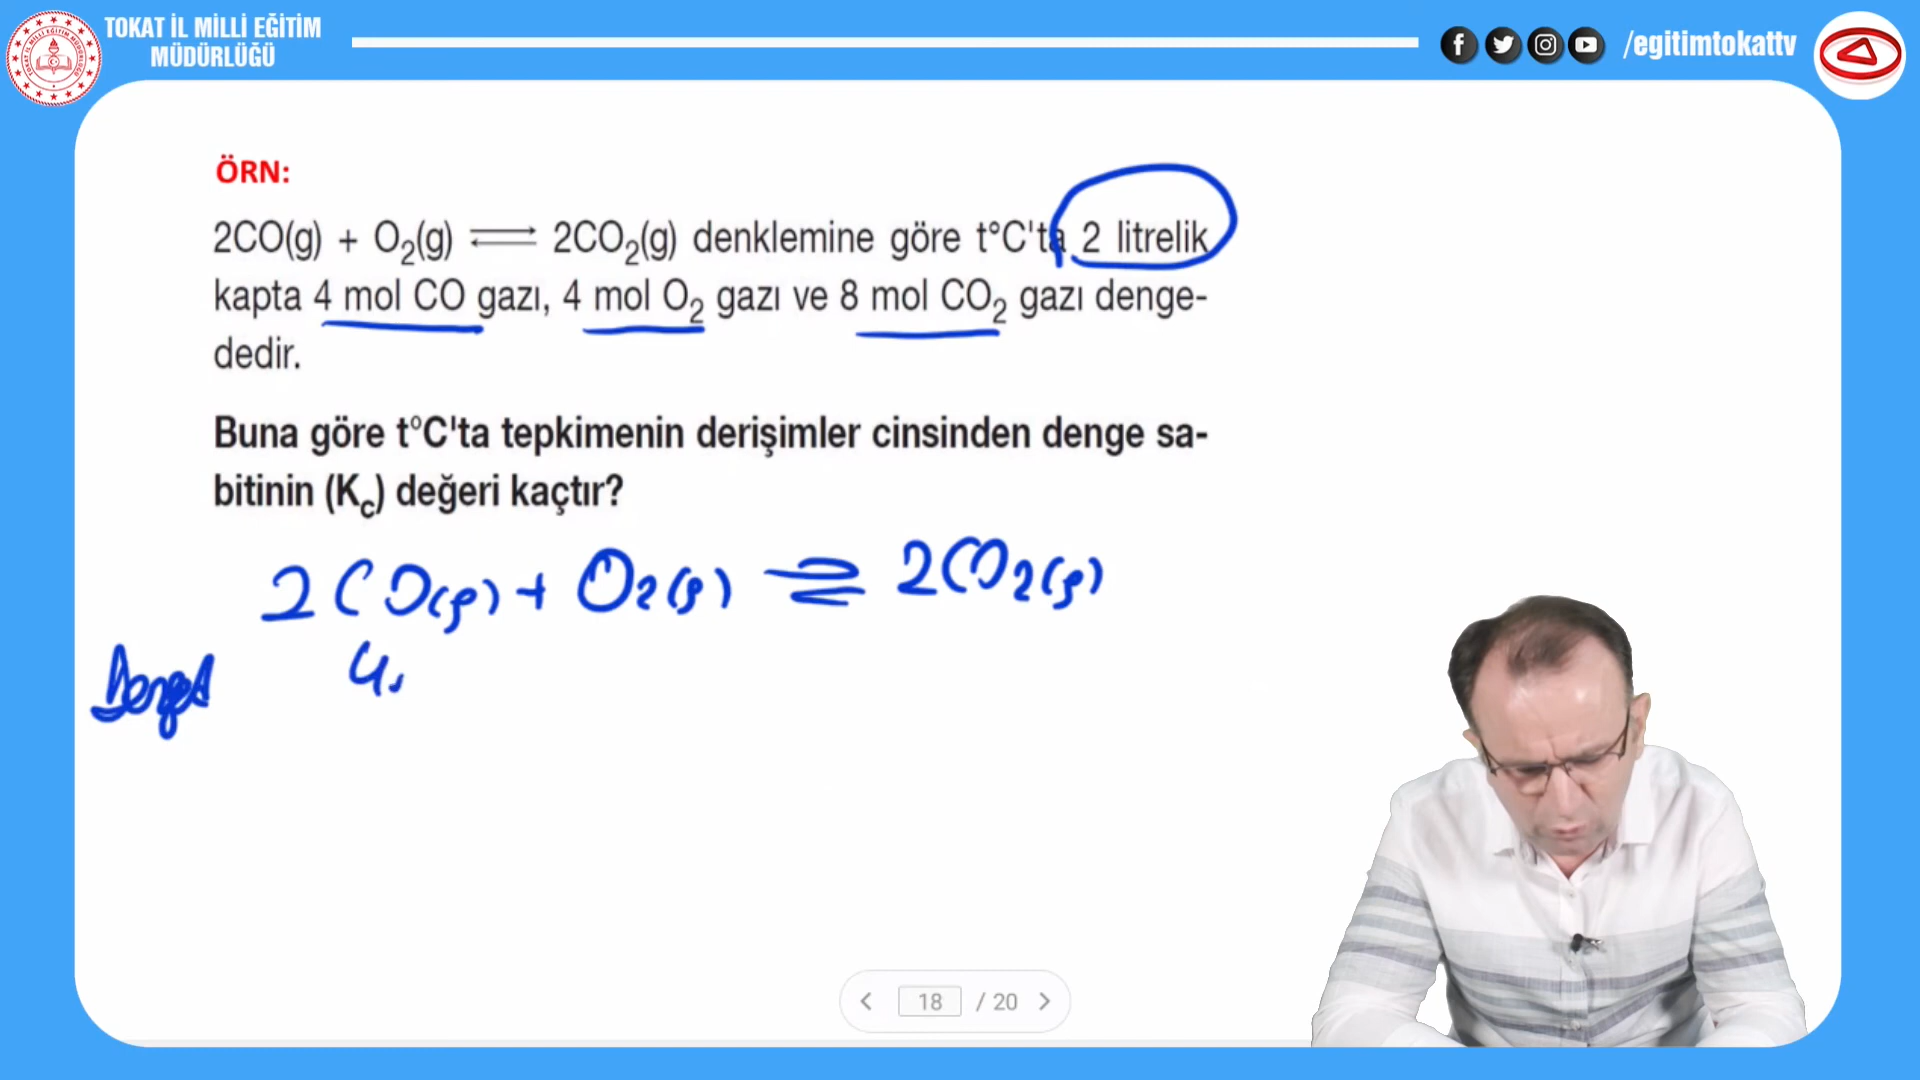 TOKAT İL MİLLİ EĞİTİM
MÜDÜRLÜĞÜ
/egitimtokattv
ÖRN:
2CO(g) + O₂(g) ⇌ 2CO₂(g) denklemine göre t°C'ta 2 litrelik
kapta 4 mol CO gazı, 4 mol O₂ gazı ve 8 mol CO₂ gazı denge-
dedir.
Buna göre t°C'ta tepkimenin derişimler cinsinden denge sa-
bitinin (Kc) değeri kaçtır?
2CO(g) + O₂(g) ⇌ 2CO₂(g)
4
18 / 20